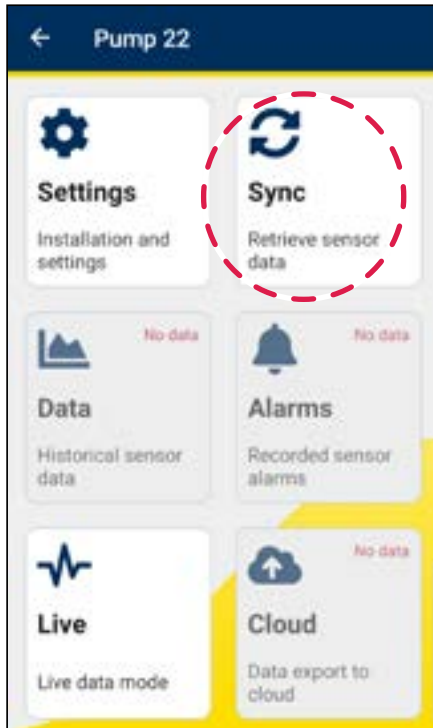 Pump 22
Settings
Installation and
settings
Sync
Retrieve sensor
data
No data
Data
Historical sensor
data
No data
Alarms
Recorded sensor
alarms
Live
Live data mode
No data
Cloud
Data export to
cloud